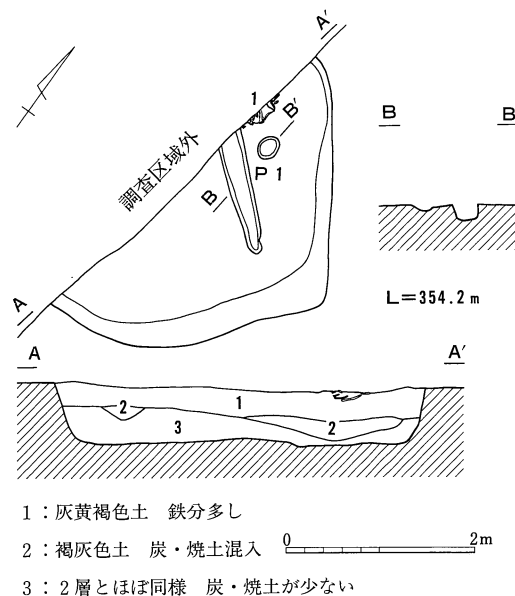 A′
1
B′
P 1
B
調査区域外
A
B
B
L=354.2m
A
A′
1
2
3
2
1：灰黄褐色土　鉄分多し
2：褐灰色土　炭・焼土混入
3：2層とほぼ同様　炭・焼土が少ない
0
2m